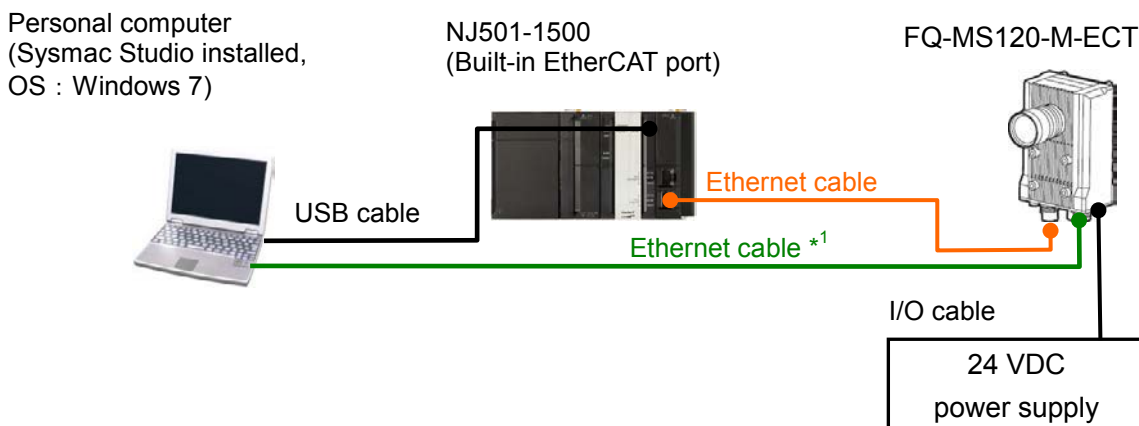 Personal computer
(Sysmac Studio installed,
OS：Windows 7)
NJ501-1500
(Built-in EtherCAT port)
FQ-MS120-M-ECT
Ethernet cable
USB cable
Ethernet cable *1
I/O cable
24 VDC
power supply